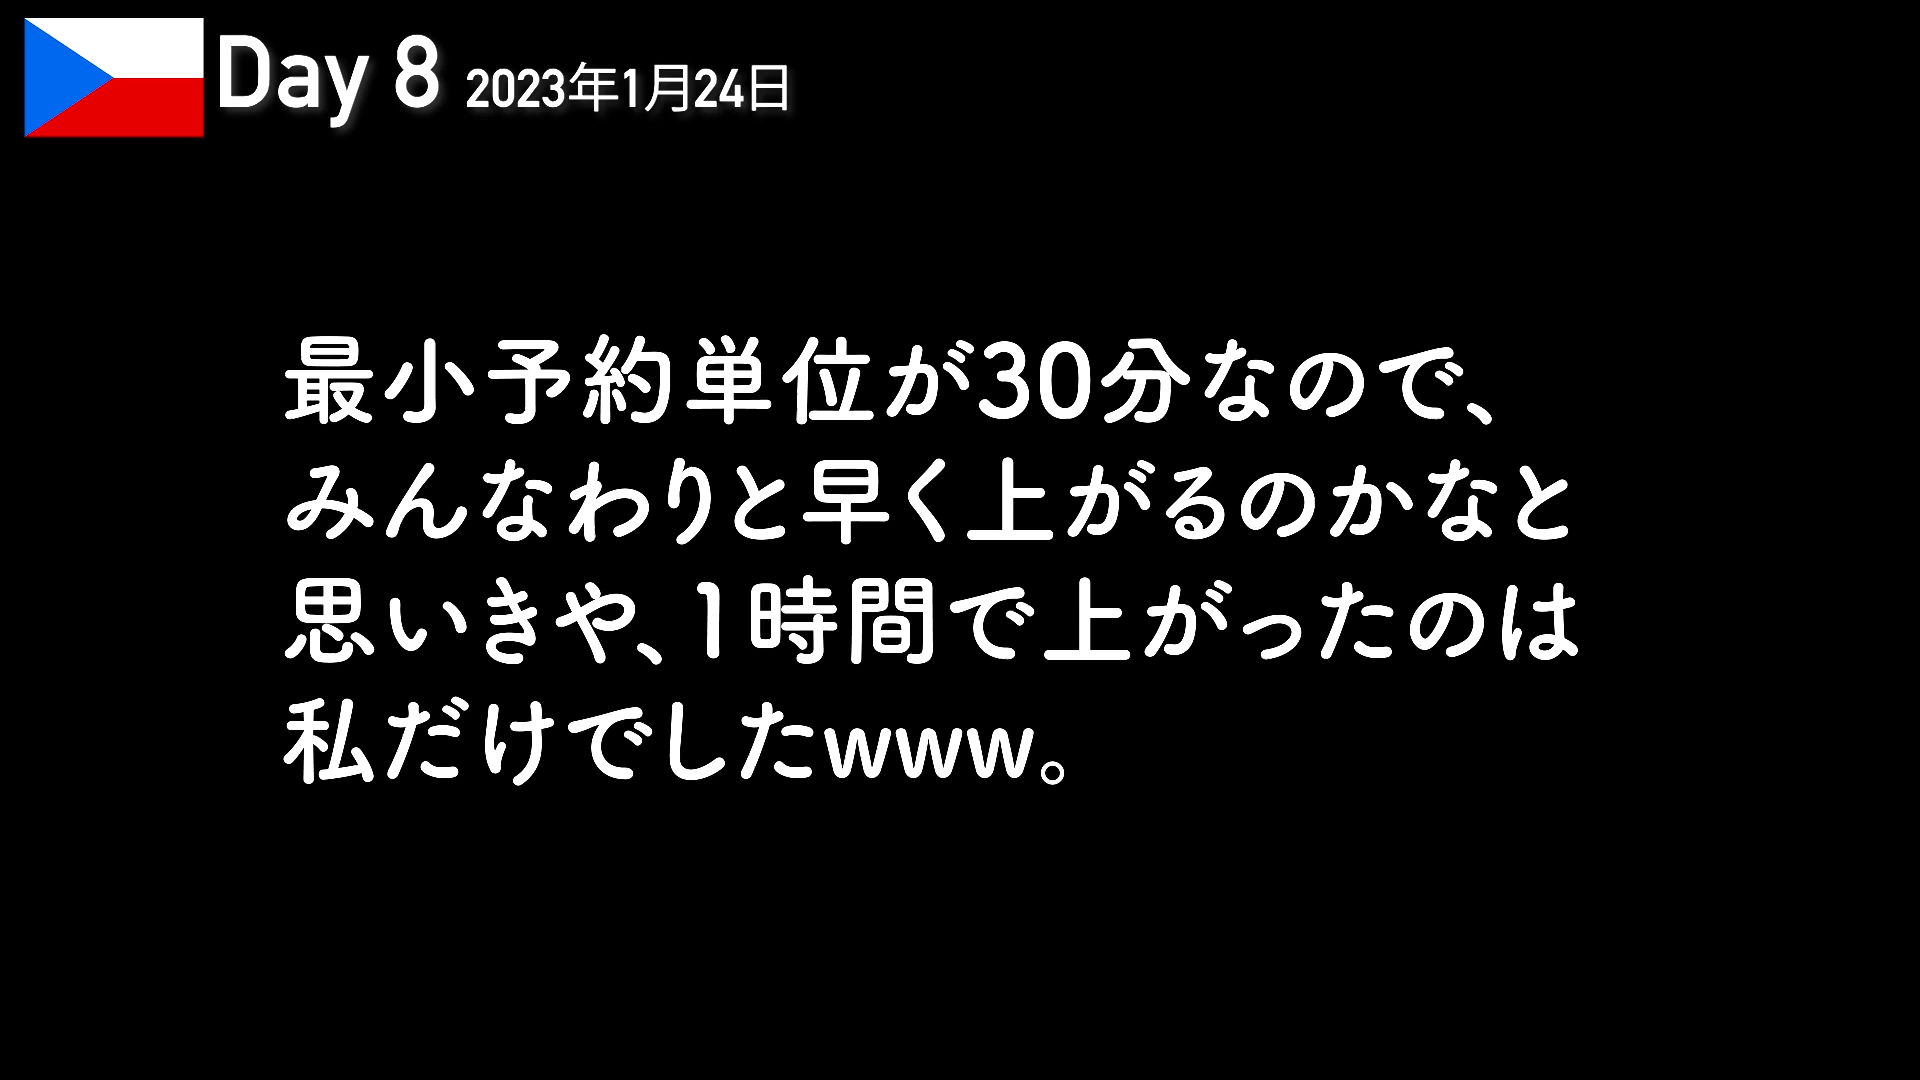 Day 8 2023年1月24日
最小予約単位が30分なので、
みんなわりと早く上がるのかなと
思いきや、1時間で上がったのは
私だけでしたwww。